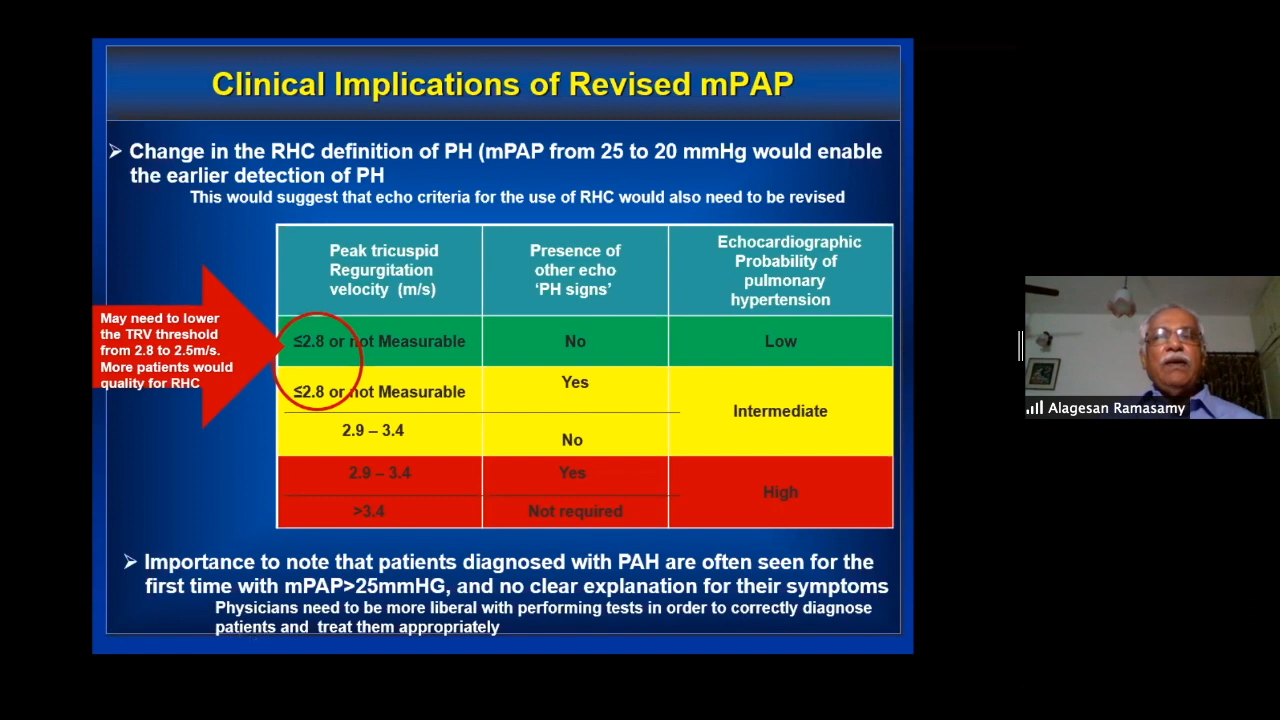 Clinical Implications of Revised mPAP
Change in the RHC definition of PH (mPAP from 25 to 20 mmHg would enable
the earlier detection of PH
This would suggest that echo criteria for the use of RHC would also need to be revised
May need to lower
the TRV threshold
from 2.8 to 2.5m/s.
More patients would
quality for RHC
Peak tricuspid
Regurgitation
velocity (m/s)
Presence of
other echo
‘PH signs’
Echocardiographic
Probability of
pulmonary
hypertension
≤2.8 or not Measurable
No
Low
≤2.8 or not Measurable
Yes
Intermediate
2.9 – 3.4
No
2.9 – 3.4
Yes
High
>3.4
Not required
Importance to note that patients diagnosed with PAH are often seen for the
first time with mPAP>25mmHG, and no clear explanation for their symptoms
Physicians need to be more liberal with performing tests in order to correctly diagnose
patients and treat them appropriately
Alagesan Ramasamy